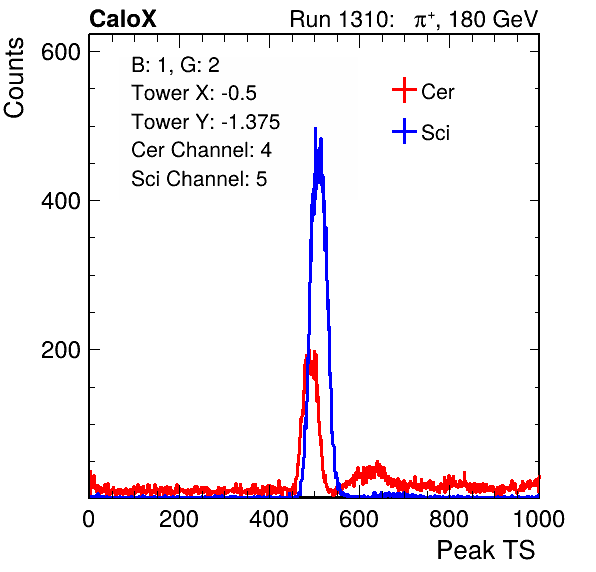 CaloX Run 1310: π⁺, 180 GeV
Counts
B: 1, G: 2
Tower X: -0.5
Tower Y: -1.375
Cer Channel: 4
Sci Channel: 5
Cer
Sci
600
400
200
0 200 400 600 800 1000
Peak TS